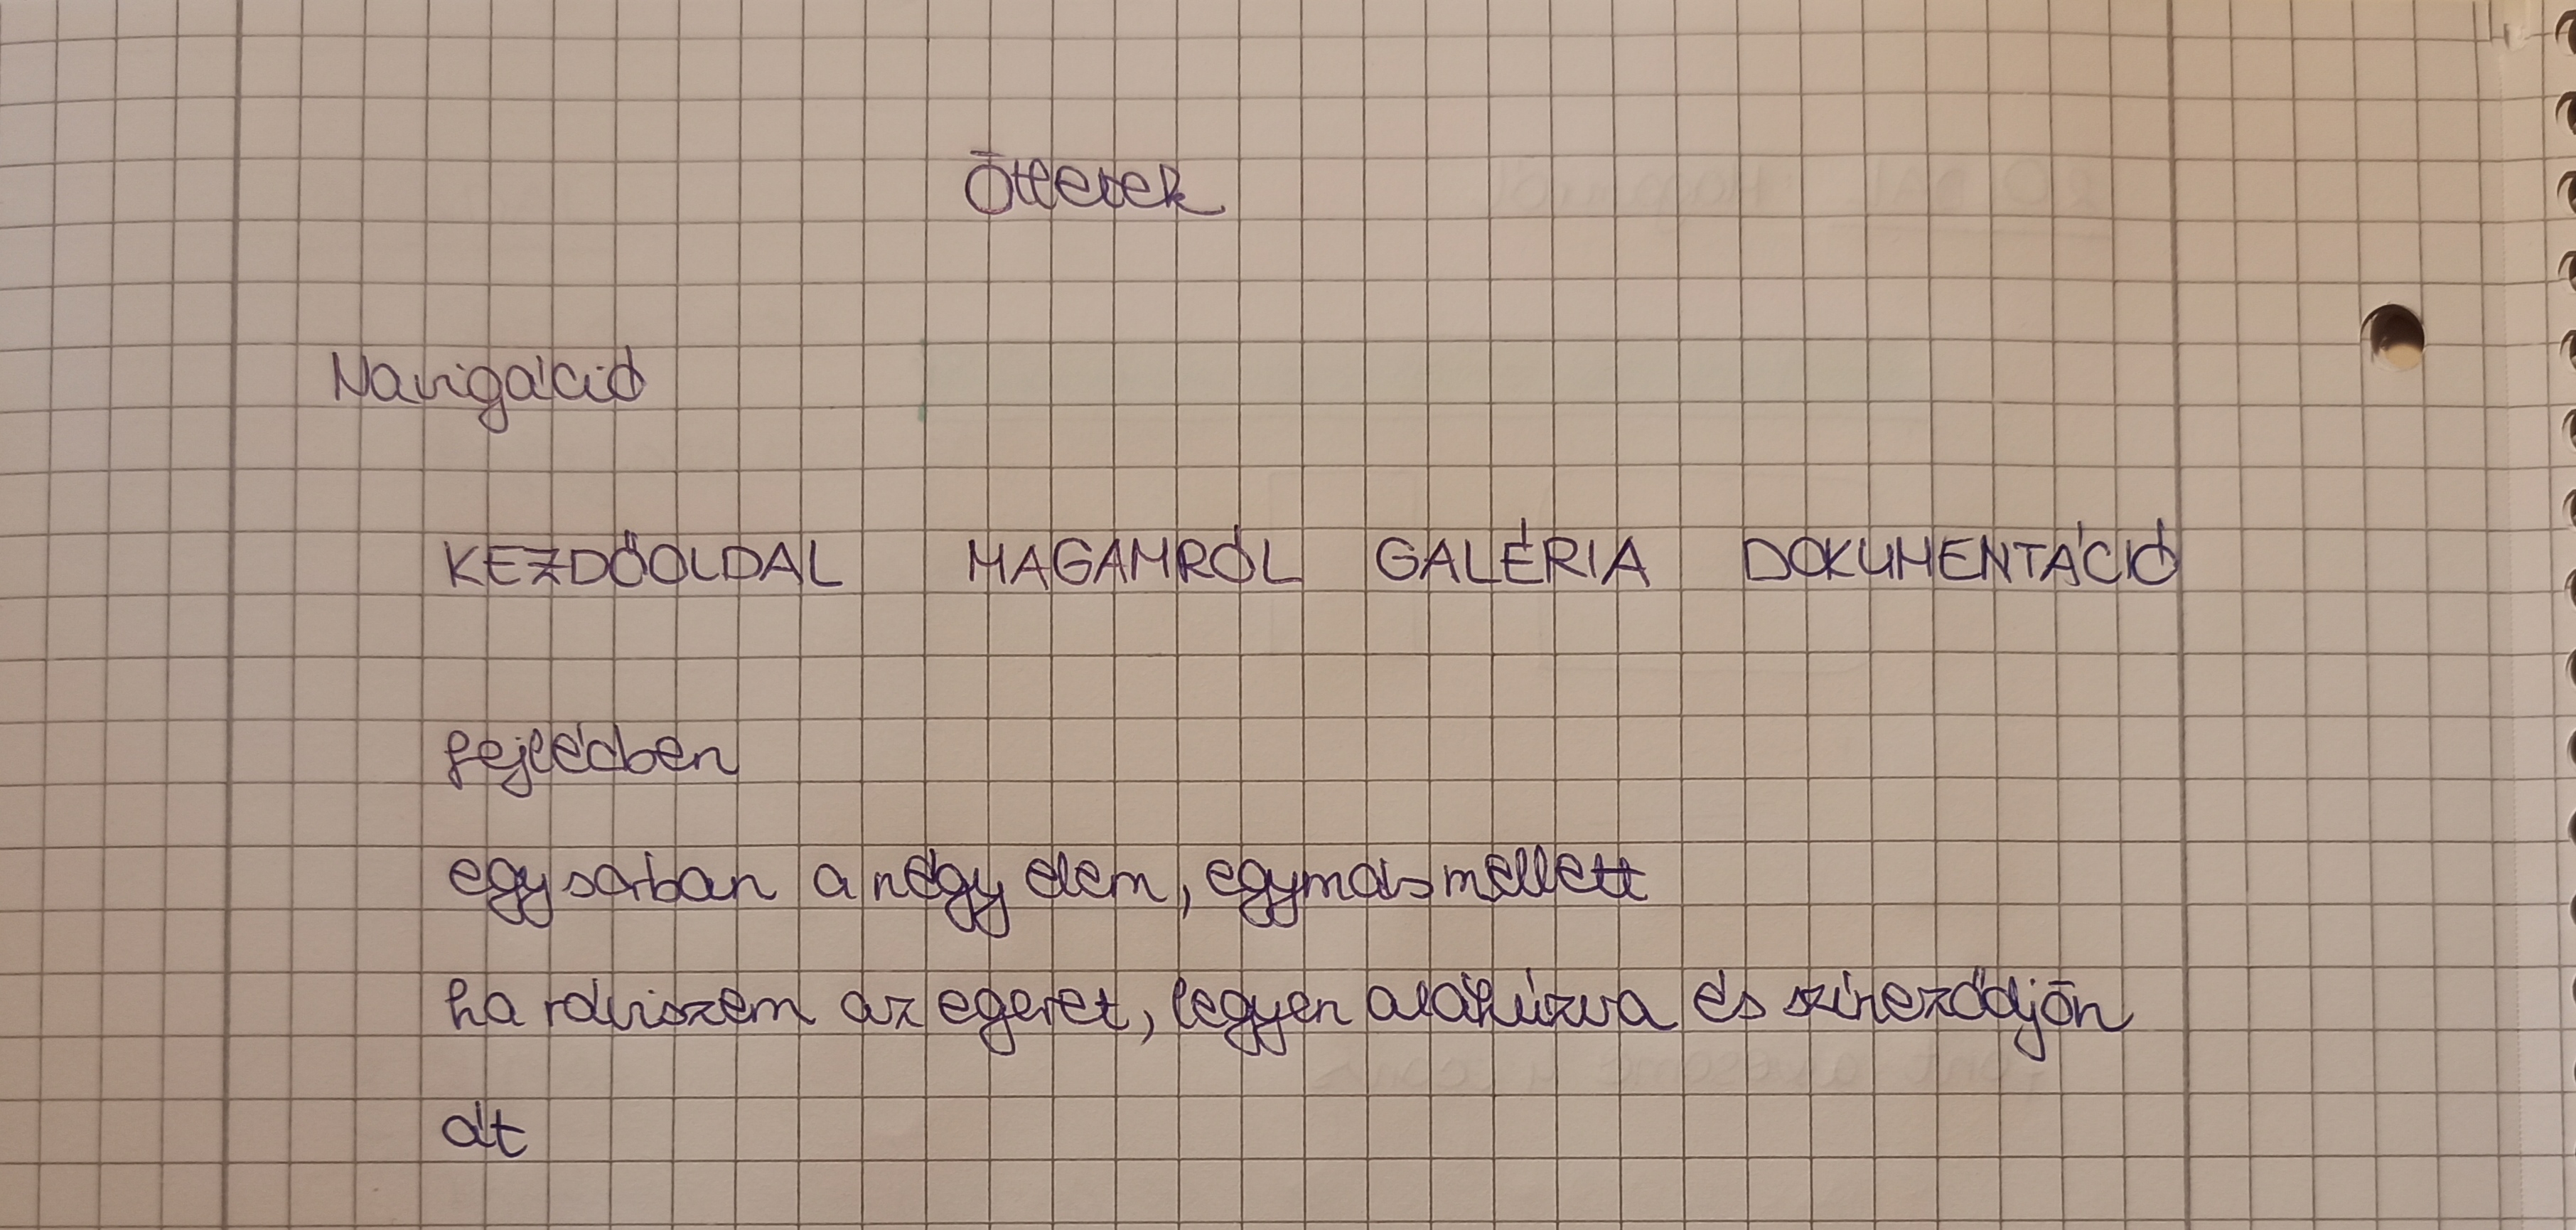 Ötletek
Navigáció
KEZDŐOLDAL MAGAMRÓL GALÉRIA DOKUMENTÁCIÓ
fejlécben
egy sorban a négy elem, egymás mellett
ha ráviszem az egeret, legyen aláhúzva és színeződjön
át